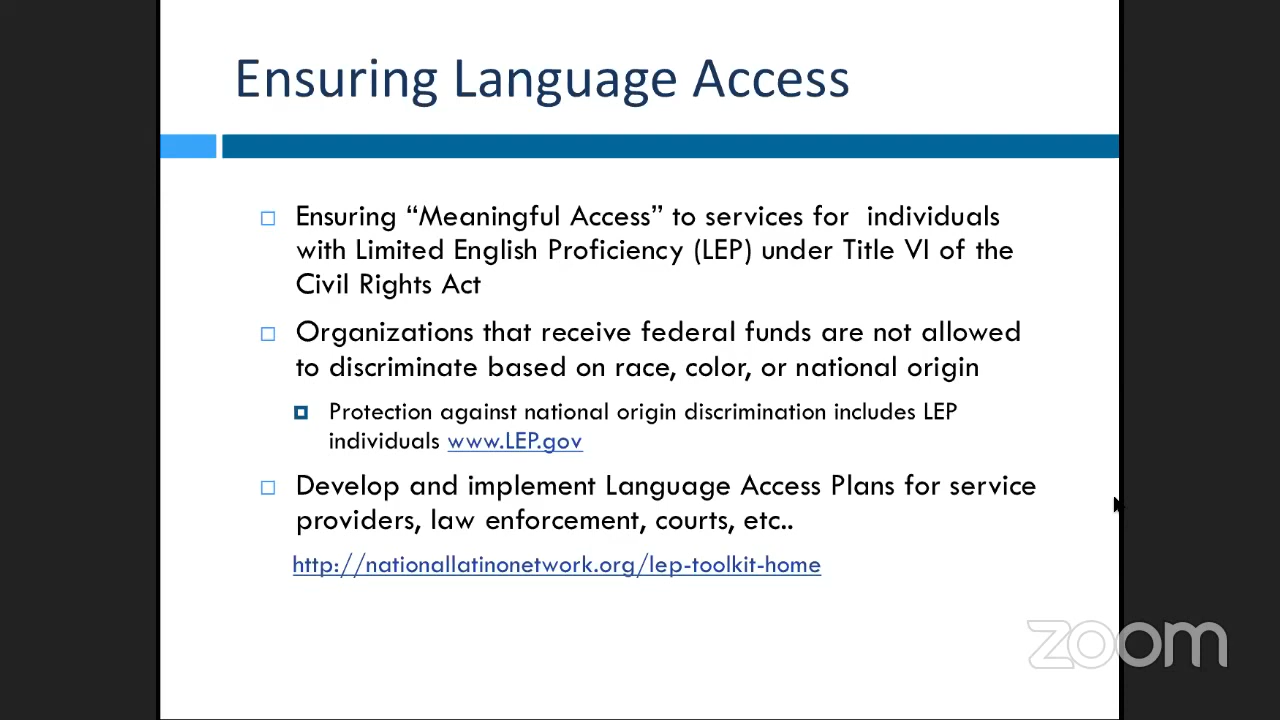 Ensuring Language Access
Ensuring “Meaningful Access” to services for  individuals
with Limited English Proficiency (LEP) under Title VI of the
Civil Rights Act
Organizations that receive federal funds are not allowed
to discriminate based on race, color, or national origin
Protection against national origin discrimination includes LEP
individuals www.LEP.gov
Develop and implement Language Access Plans for service
providers, law enforcement, courts, etc..
http://nationallatinonetwork.org/lep-toolkit-home
zoom